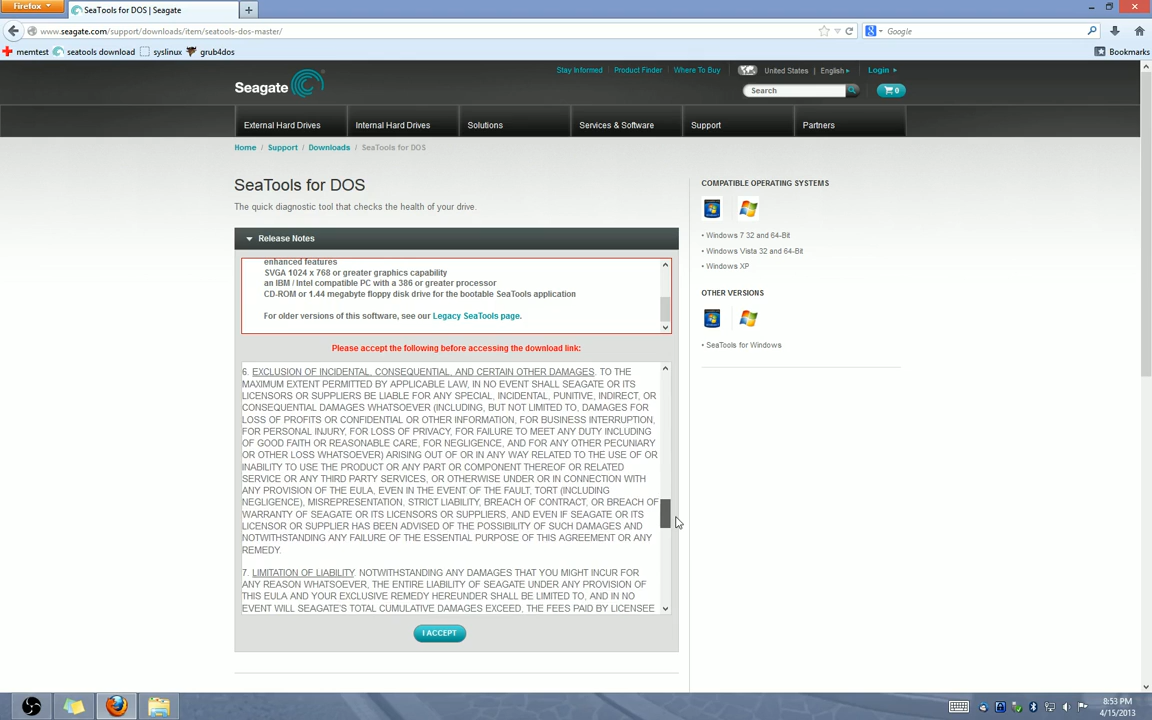 Firefox
SeaTools for DOS | Seagate
www.seagate.com/support/downloads/item/seatools-dos-master/
Google
memtest
seatools download
syslinux
grub4dos
Bookmarks
Stay Informed
Product Finder
Where To Buy
United States
English
Login
Seagate
Search
0
External Hard Drives
Internal Hard Drives
Solutions
Services & Software
Support
Partners
Home / Support / Downloads / SeaTools for DOS
SeaTools for DOS
The quick diagnostic tool that checks the health of your drive.
Release Notes
enhanced features
SVGA 1024 x 768 or greater graphics capability
an IBM / Intel compatible PC with a 386 or greater processor
CD-ROM or 1.44 megabyte floppy disk drive for the bootable SeaTools application
For older versions of this software, see our Legacy SeaTools page.
Please accept the following before accessing the download link:
6. EXCLUSION OF INCIDENTAL, CONSEQUENTIAL, AND CERTAIN OTHER DAMAGES. TO THE
MAXIMUM EXTENT PERMITTED BY APPLICABLE LAW, IN NO EVENT SHALL SEAGATE OR ITS
LICENSORS OR SUPPLIERS BE LIABLE FOR ANY SPECIAL, INCIDENTAL, PUNITIVE, INDIRECT, OR
CONSEQUENTIAL DAMAGES WHATSOEVER (INCLUDING, BUT NOT LIMITED TO, DAMAGES FOR
LOSS OF PROFITS OR CONFIDENTIAL OR OTHER INFORMATION, FOR BUSINESS INTERRUPTION,
FOR PERSONAL INJURY, FOR LOSS OF PRIVACY, FOR FAILURE TO MEET ANY DUTY INCLUDING
OF GOOD FAITH OR REASONABLE CARE, FOR NEGLIGENCE, AND FOR ANY OTHER PECUNIARY
OR OTHER LOSS WHATSOEVER) ARISING OUT OF OR IN ANY WAY RELATED TO THE USE OF OR
INABILITY TO USE THE PRODUCT OR ANY PART OR COMPONENT THEREOF OR RELATED
SERVICE OR ANY THIRD PARTY SERVICES, OR OTHERWISE UNDER OR IN CONNECTION WITH
ANY PROVISION OF THE EULA, EVEN IN THE EVENT OF THE FAULT, TORT (INCLUDING
NEGLIGENCE), MISREPRESENTATION, STRICT LIABILITY, BREACH OF CONTRACT, OR BREACH OF
WARRANTY OF SEAGATE OR ITS LICENSORS OR SUPPLIERS, AND EVEN IF SEAGATE OR ITS
LICENSOR OR SUPPLIER HAS BEEN ADVISED OF THE POSSIBILITY OF SUCH DAMAGES AND
NOTWITHSTANDING ANY FAILURE OF THE ESSENTIAL PURPOSE OF THIS AGREEMENT OR ANY
REMEDY.
7. LIMITATION OF LIABILITY. NOTWITHSTANDING ANY DAMAGES THAT YOU MIGHT INCUR FOR
ANY REASON WHATSOEVER, THE ENTIRE LIABILITY OF SEAGATE UNDER ANY PROVISION OF
THIS EULA AND YOUR EXCLUSIVE REMEDY HEREUNDER SHALL BE LIMITED TO, AND IN NO
EVENT WILL SEAGATE'S TOTAL CUMULATIVE DAMAGES EXCEED, THE FEES PAID BY LICENSEE
I ACCEPT
COMPATIBLE OPERATING SYSTEMS
• Windows 7 32 and 64-Bit
• Windows Vista 32 and 64-Bit
• Windows XP
OTHER VERSIONS
• SeaTools for Windows
8:53 PM
4/15/2013